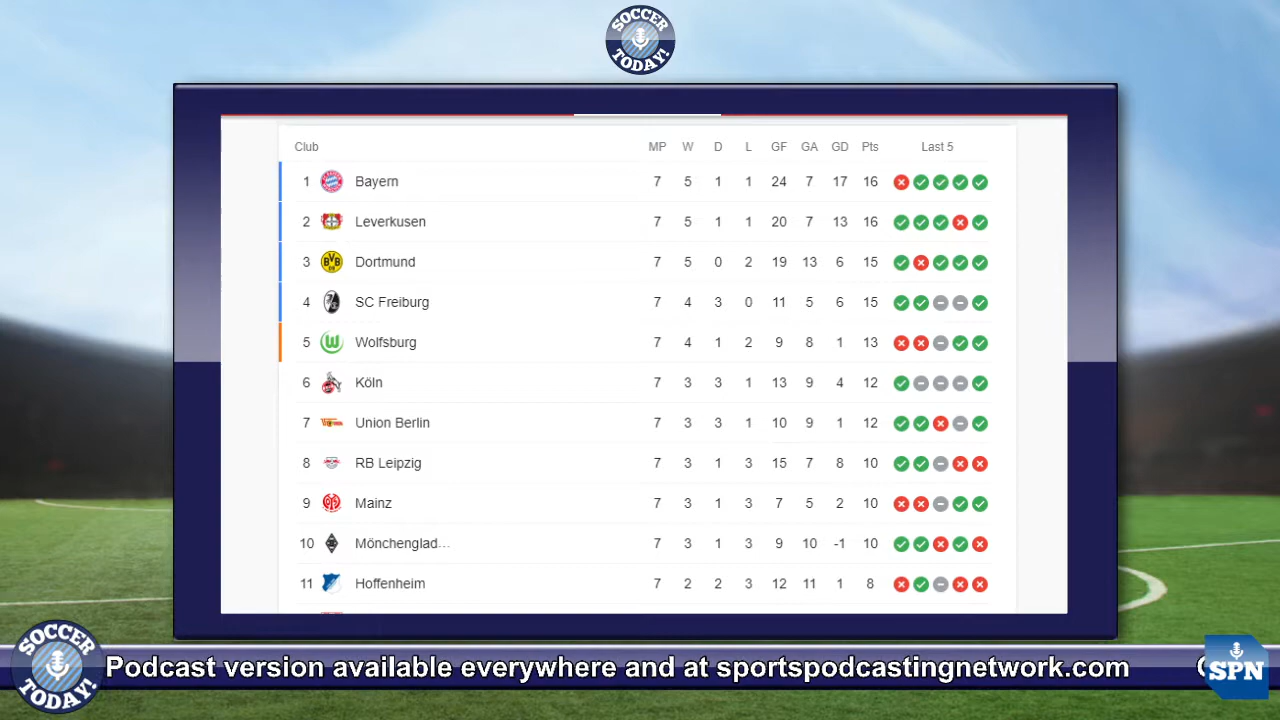 SOCCER
TODAY!
Club MP W D L GF GA GD Pts Last 5
1 Bayern 7 5 1 1 24 7 17 16
2 Leverkusen 7 5 1 1 20 7 13 16
3 Dortmund 7 5 0 2 19 13 6 15
4 SC Freiburg 7 4 3 0 11 5 6 15
5 Wolfsburg 7 4 1 2 9 8 1 13
6 Köln 7 3 3 1 13 9 4 12
7 Union Berlin 7 3 3 1 10 9 1 12
8 RB Leipzig 7 3 1 3 15 7 8 10
9 Mainz 7 3 1 3 7 5 2 10
10 Mönchenglad... 7 3 1 3 9 10 -1 10
11 Hoffenheim 7 2 2 3 12 11 1 8
SOCCER
TODAY!
Podcast version available everywhere and at sportspodcastingnetwork.com
SPN